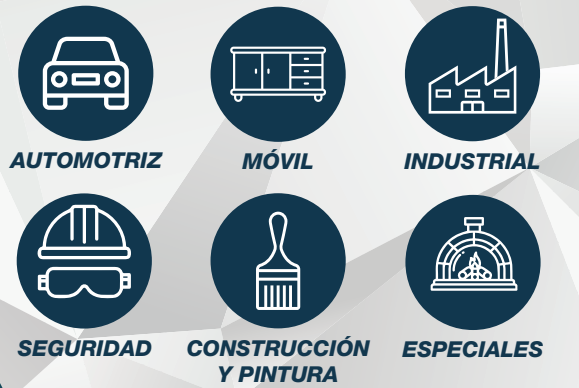 AUTOMOTRIZ
MÓVIL
INDUSTRIAL
SEGURIDAD
CONSTRUCCIÓN
Y PINTURA
ESPECIALES